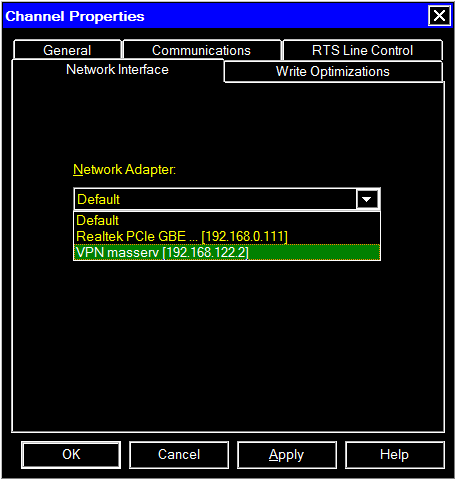 Channel Properties
General Communications RTS Line Control
Network Interface Write Optimizations
Network Adapter:
Default
Default
Realtek PCIe GBE ... [192.168.0.111]
VPN masserv [192.168.122.2]
OK Cancel Apply Help